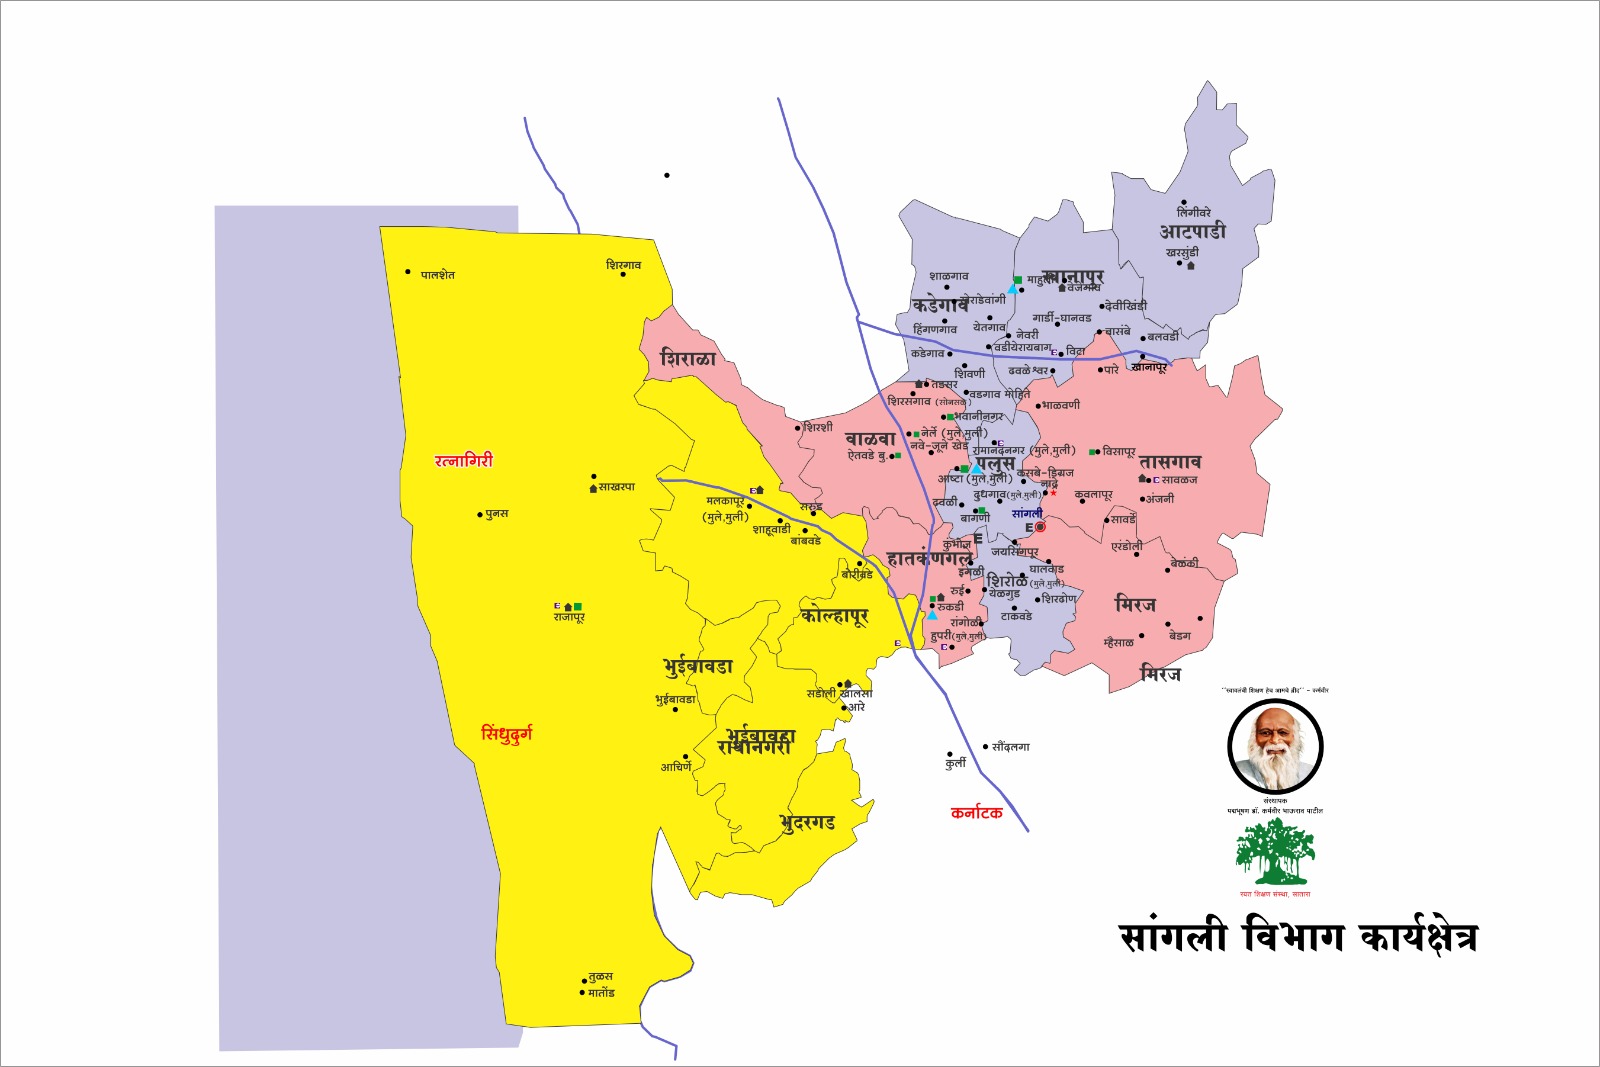 लिंगीवरे
आटपाडी
खरसुंडी
पालशेत
शिरगाव
शाळगाव
माहुली
खानापूर
वेजेगाव
कडेगाव
खेराडेवांगी
देवीखिंडी
हिंगणगाव
येतगाव
गार्डी-घानवड
नेवरी
वारंबे
बलवडी
कडेगाव
वडीयेरायबाग
E विटा
शिराळा
शिवणी
ढवळेश्वर
पारे
खानापूर
तडसर
शिरसगाव (सोनसळ)
वडगाव मोहिते
भाळवणी
भवानीनगर
शिरशी
वाळवा
नेर्ले (मुले,मुली)
नवे-जूने खेड
ऐतवडे बु.
E
रामानंदनगर (मुले,मुली)
विसापूर
पलुस
तासगाव
रत्नागिरी
आष्टा (मुले,मुली)
कसबे-डिग्रज
नांद्रे
E सावळज
साखरपा
दुधगाव(मुले,मुली)
कवलापूर
अंजनी
E
मलकापूर
(मुले,मुली)
सरुड
ढवळी
बागणी
सांगली
E
सावर्डे
पुनस
शाहूवाडी
बांबवडे
कुंभोज
E
जयसिंगपूर
एरंडोली
हातकणंगले
इंगळी
घालवाड
बेळंकी
बोरीवडे
शिरोळ
(मुले,मुली)
रुई
येळगुड
शिरढोण
मिरज
E
राजापूर
रुकडी
टाकवडे
कोल्हापूर
रांगोळी
हुपरी(मुले,मुली)
E
E
म्हैसाळ
बेडग
भुईबावडा
मिरज
सडोली खालसा
भुईबावडा
आरे
सिंधुदुर्ग
भुईबावडा
राधानगरी
सौंदलगा
कुर्ली
आचिर्णे
कर्नाटक
भुदरगड
"स्वावलंबी शिक्षण हेच आमचे ब्रीद" - कर्मवीर
संस्थापक
पद्मभूषण डॉ. कर्मवीर भाऊराव पाटील
रयत शिक्षण संस्था, सातारा
सांगली विभाग कार्यक्षेत्र
तुळस
मातोंड